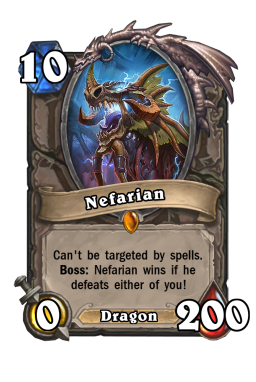 10
Nefarian
Can't be targeted by spells.
Boss: Nefarian wins if he
defeats either of you!
0
Dragon
200